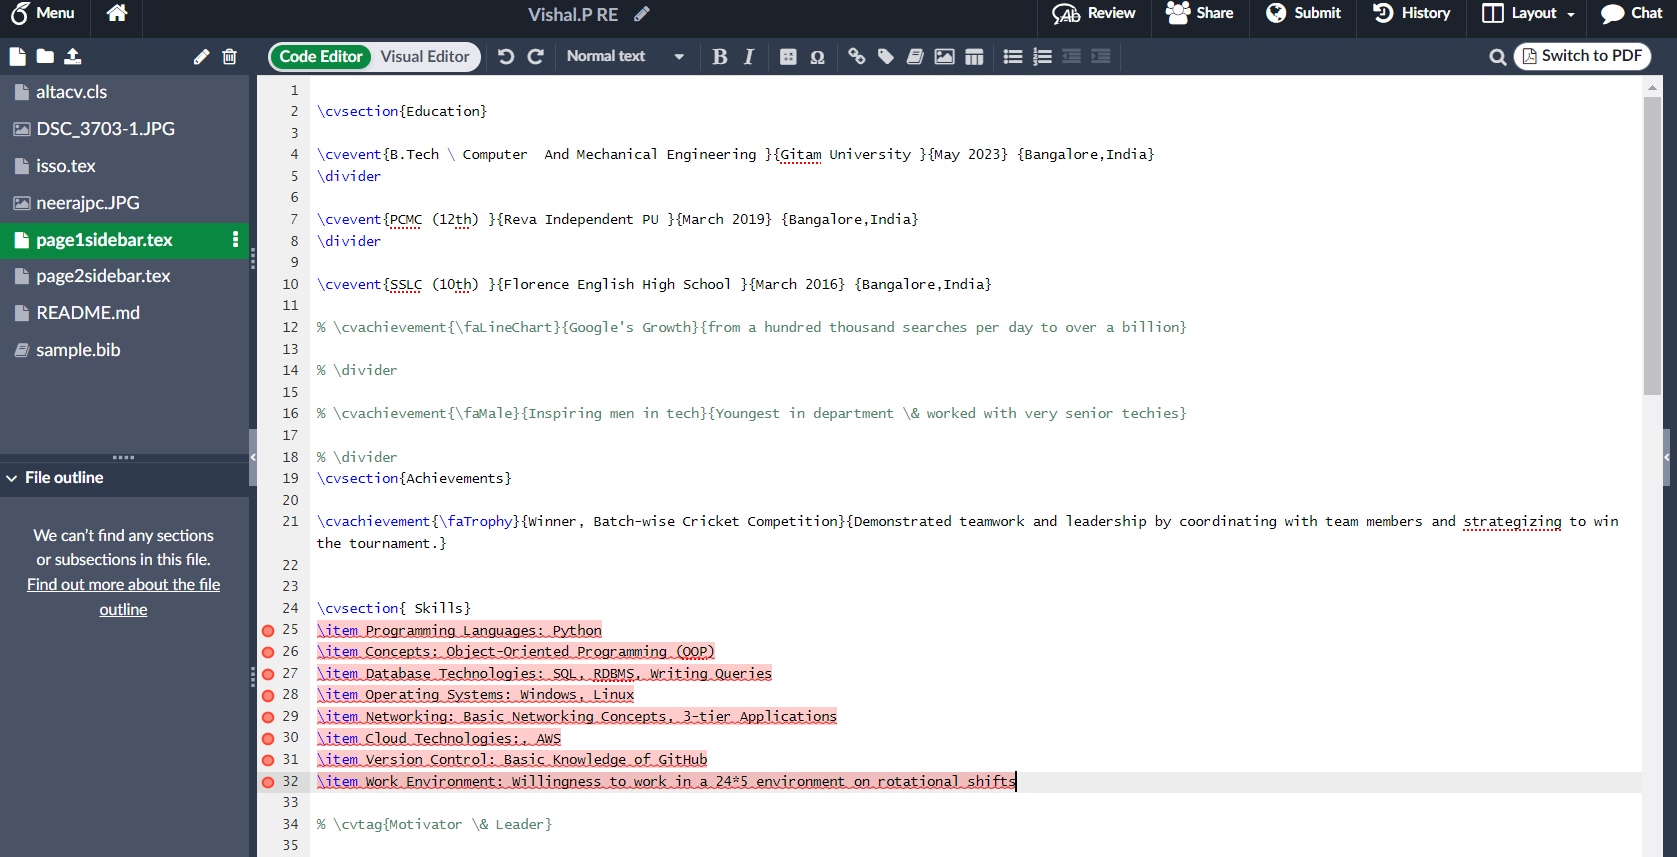 Menu
Vishal.P RE
Review
Share
Submit
History
Layout
Chat
Code Editor
Visual Editor
Normal text
B
I
Ω
Switch to PDF
altacv.cls
DSC_3703-1.JPG
isso.tex
neerajpc.JPG
page1sidebar.tex
page2sidebar.tex
README.md
sample.bib
File outline
We can't find any sections
or subsections in this file.
Find out more about the file
outline
1
2 \cvsection{Education}
3
4 \cvevent{B.Tech \ Computer  And Mechanical Engineering }{Gitam University }{May 2023} {Bangalore,India}
5 \divider
6
7 \cvevent{PCMC (12th) }{Reva Independent PU }{March 2019} {Bangalore,India}
8 \divider
9
10 \cvevent{SSLC (10th) }{Florence English High School }{March 2016} {Bangalore,India}
11
12 % \cvachievement{\faLineChart}{Google's Growth}{from a hundred thousand searches per day to over a billion}
13
14 % \divider
15
16 % \cvachievement{\faMale}{Inspiring men in tech}{Youngest in department \& worked with very senior techies}
17
18 % \divider
19 \cvsection{Achievements}
20
21 \cvachievement{\faTrophy}{Winner, Batch-wise Cricket Competition}{Demonstrated teamwork and leadership by coordinating with team members and strategizing to win
the tournament.}
22
23
24 \cvsection{ Skills}
25 \item Programming Languages: Python
26 \item Concepts: Object-Oriented Programming (OOP)
27 \item Database Technologies: SQL, RDBMS, Writing Queries
28 \item Operating Systems: Windows, Linux
29 \item Networking: Basic Networking Concepts, 3-tier Applications
30 \item Cloud Technologies:, AWS
31 \item Version Control: Basic Knowledge of GitHub
32 \item Work Environment: Willingness to work in a 24*5 environment on rotational shifts
33
34 % \cvtag{Motivator \& Leader}
35